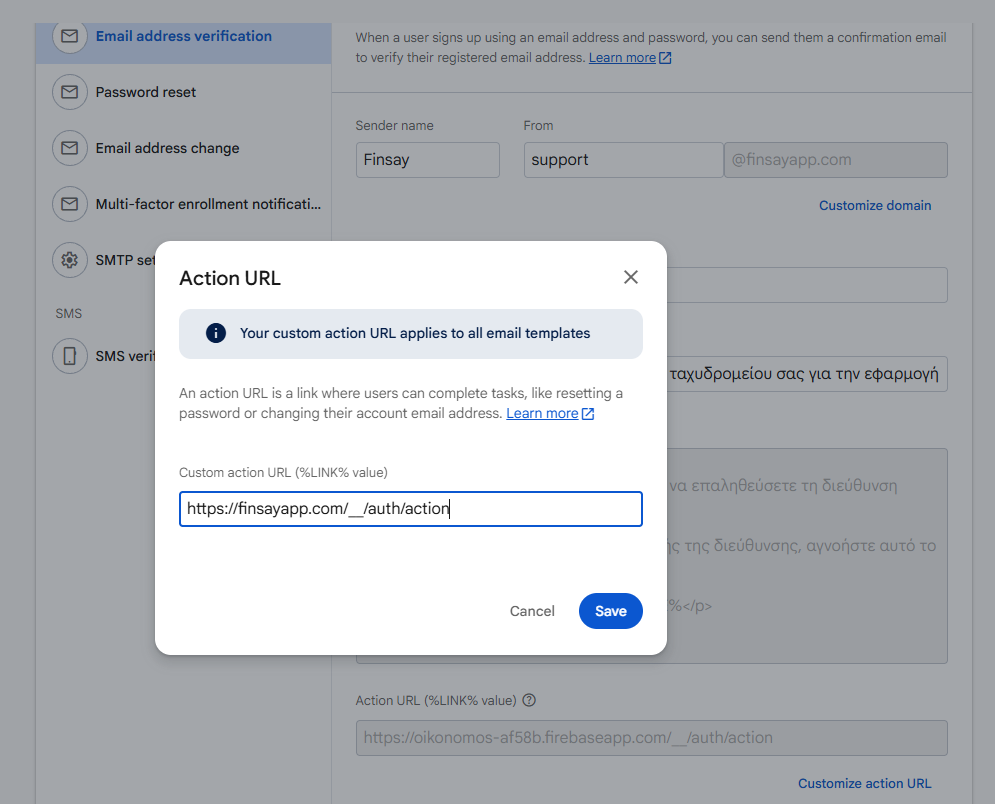 Email address verification
When a user signs up using an email address and password, you can send them a confirmation email
to verify their registered email address. Learn more
Password reset
Email address change
Multi-factor enrollment notificati...
SMTP set
SMS
SMS verif
Sender name
From
Finsay
support
@finsayapp.com
Customize domain
Action URL
Your custom action URL applies to all email templates
An action URL is a link where users can complete tasks, like resetting a
password or changing their account email address. Learn more
Custom action URL (%LINK% value)
https://finsayapp.com/__/auth/action
Cancel
Save
ταχυδρομείου σας για την εφαρμογή
να επαληθεύσετε τη διεύθυνση
ής της διεύθυνσης, αγνοήστε αυτό το
%</p>
Action URL (%LINK% value)
https://oikonomos-af58b.firebaseapp.com/__/auth/action
Customize action URL